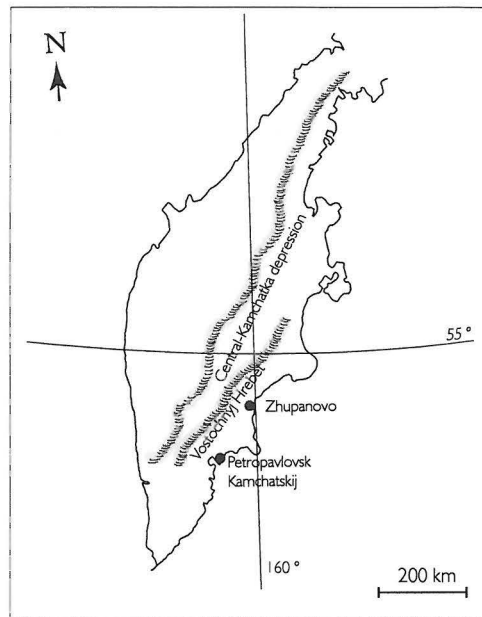 N
Central-Kamchatka depression
55°
Vostochnyj Hrebet
Zhupanovo
Petropavlovsk
Kamchatskij
160°
200 km